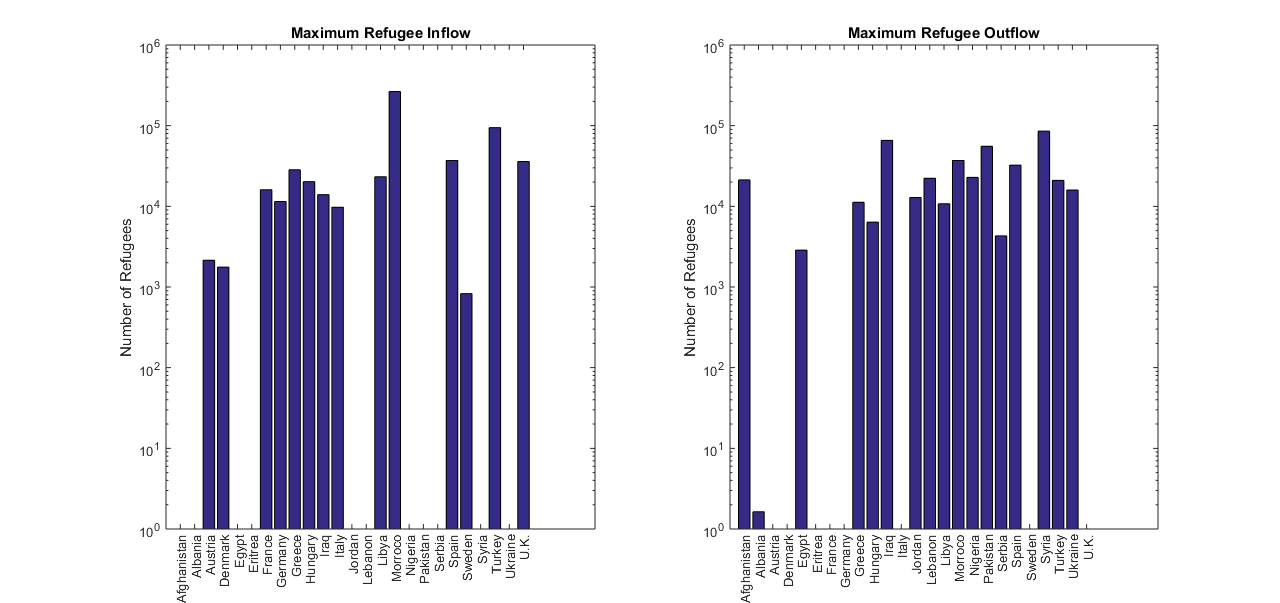 Maximum Refugee Inflow
10^6
10^5
10^4
10^3
10^2
10^1
10^0
Number of Refugees
Afghanistan
Albania
Austria
Denmark
Egypt
Eritrea
France
Germany
Greece
Hungary
Iraq
Italy
Jordan
Lebanon
Libya
Moroco
Nigeria
Pakistan
Serbia
Spain
Sweden
Syria
Turkey
Ukraine
U.K.
Maximum Refugee Outflow
10^6
10^5
10^4
10^3
10^2
10^1
10^0
Number of Refugees
Afghanistan
Albania
Austria
Denmark
Egypt
Eritrea
France
Germany
Greece
Hungary
Iraq
Italy
Jordan
Lebanon
Libya
Moroco
Nigeria
Pakistan
Serbia
Spain
Sweden
Syria
Turkey
Ukraine
U.K.